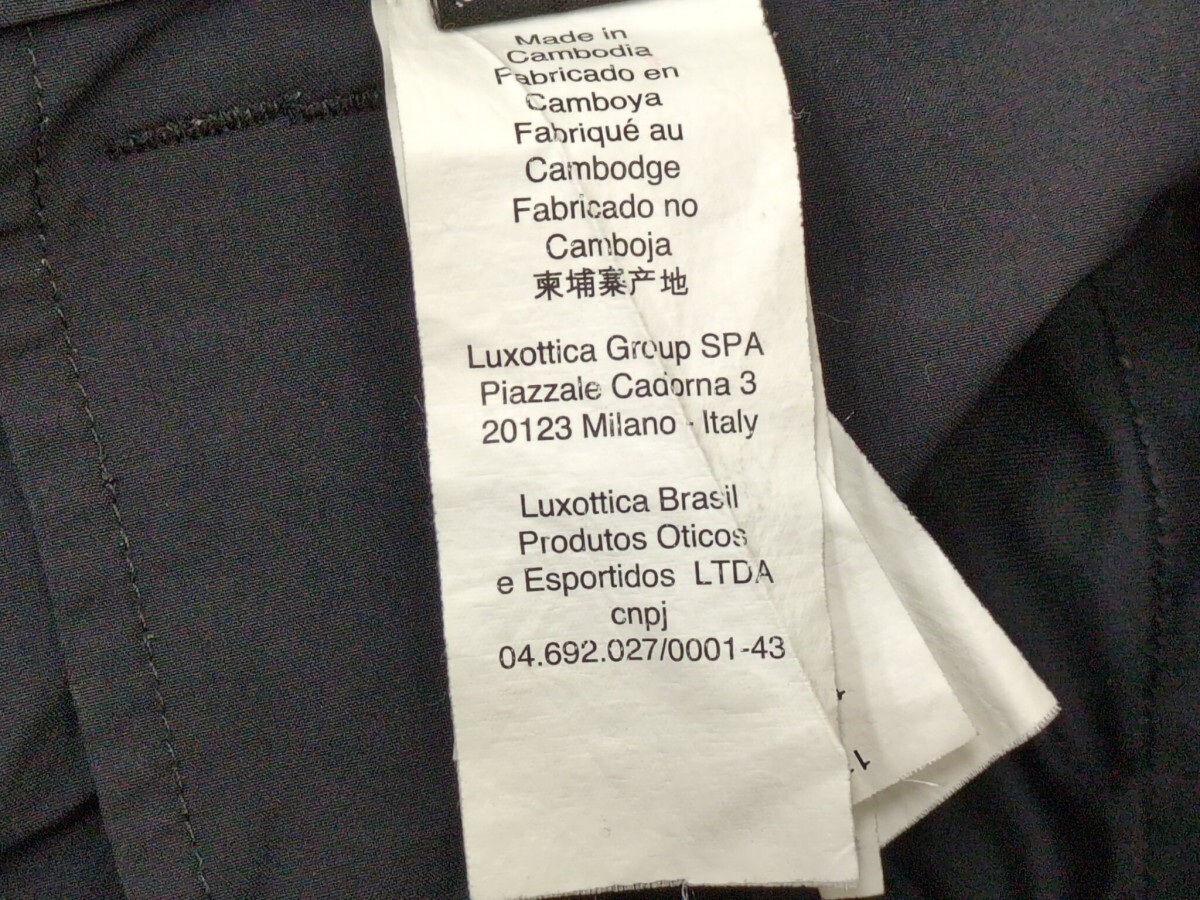 Made in
Cambodia
Fabricado en
Camboya
Fabriqué au
Cambodge
Fabricado no
Camboja
柬埔寨产地
Luxottica Group SPA
Piazzale Cadorna 3
20123 Milano - Italy
Luxottica Brasil
Produtos Oticos
e Esportidos LTDA
cnpj
04.692.027/0001-43